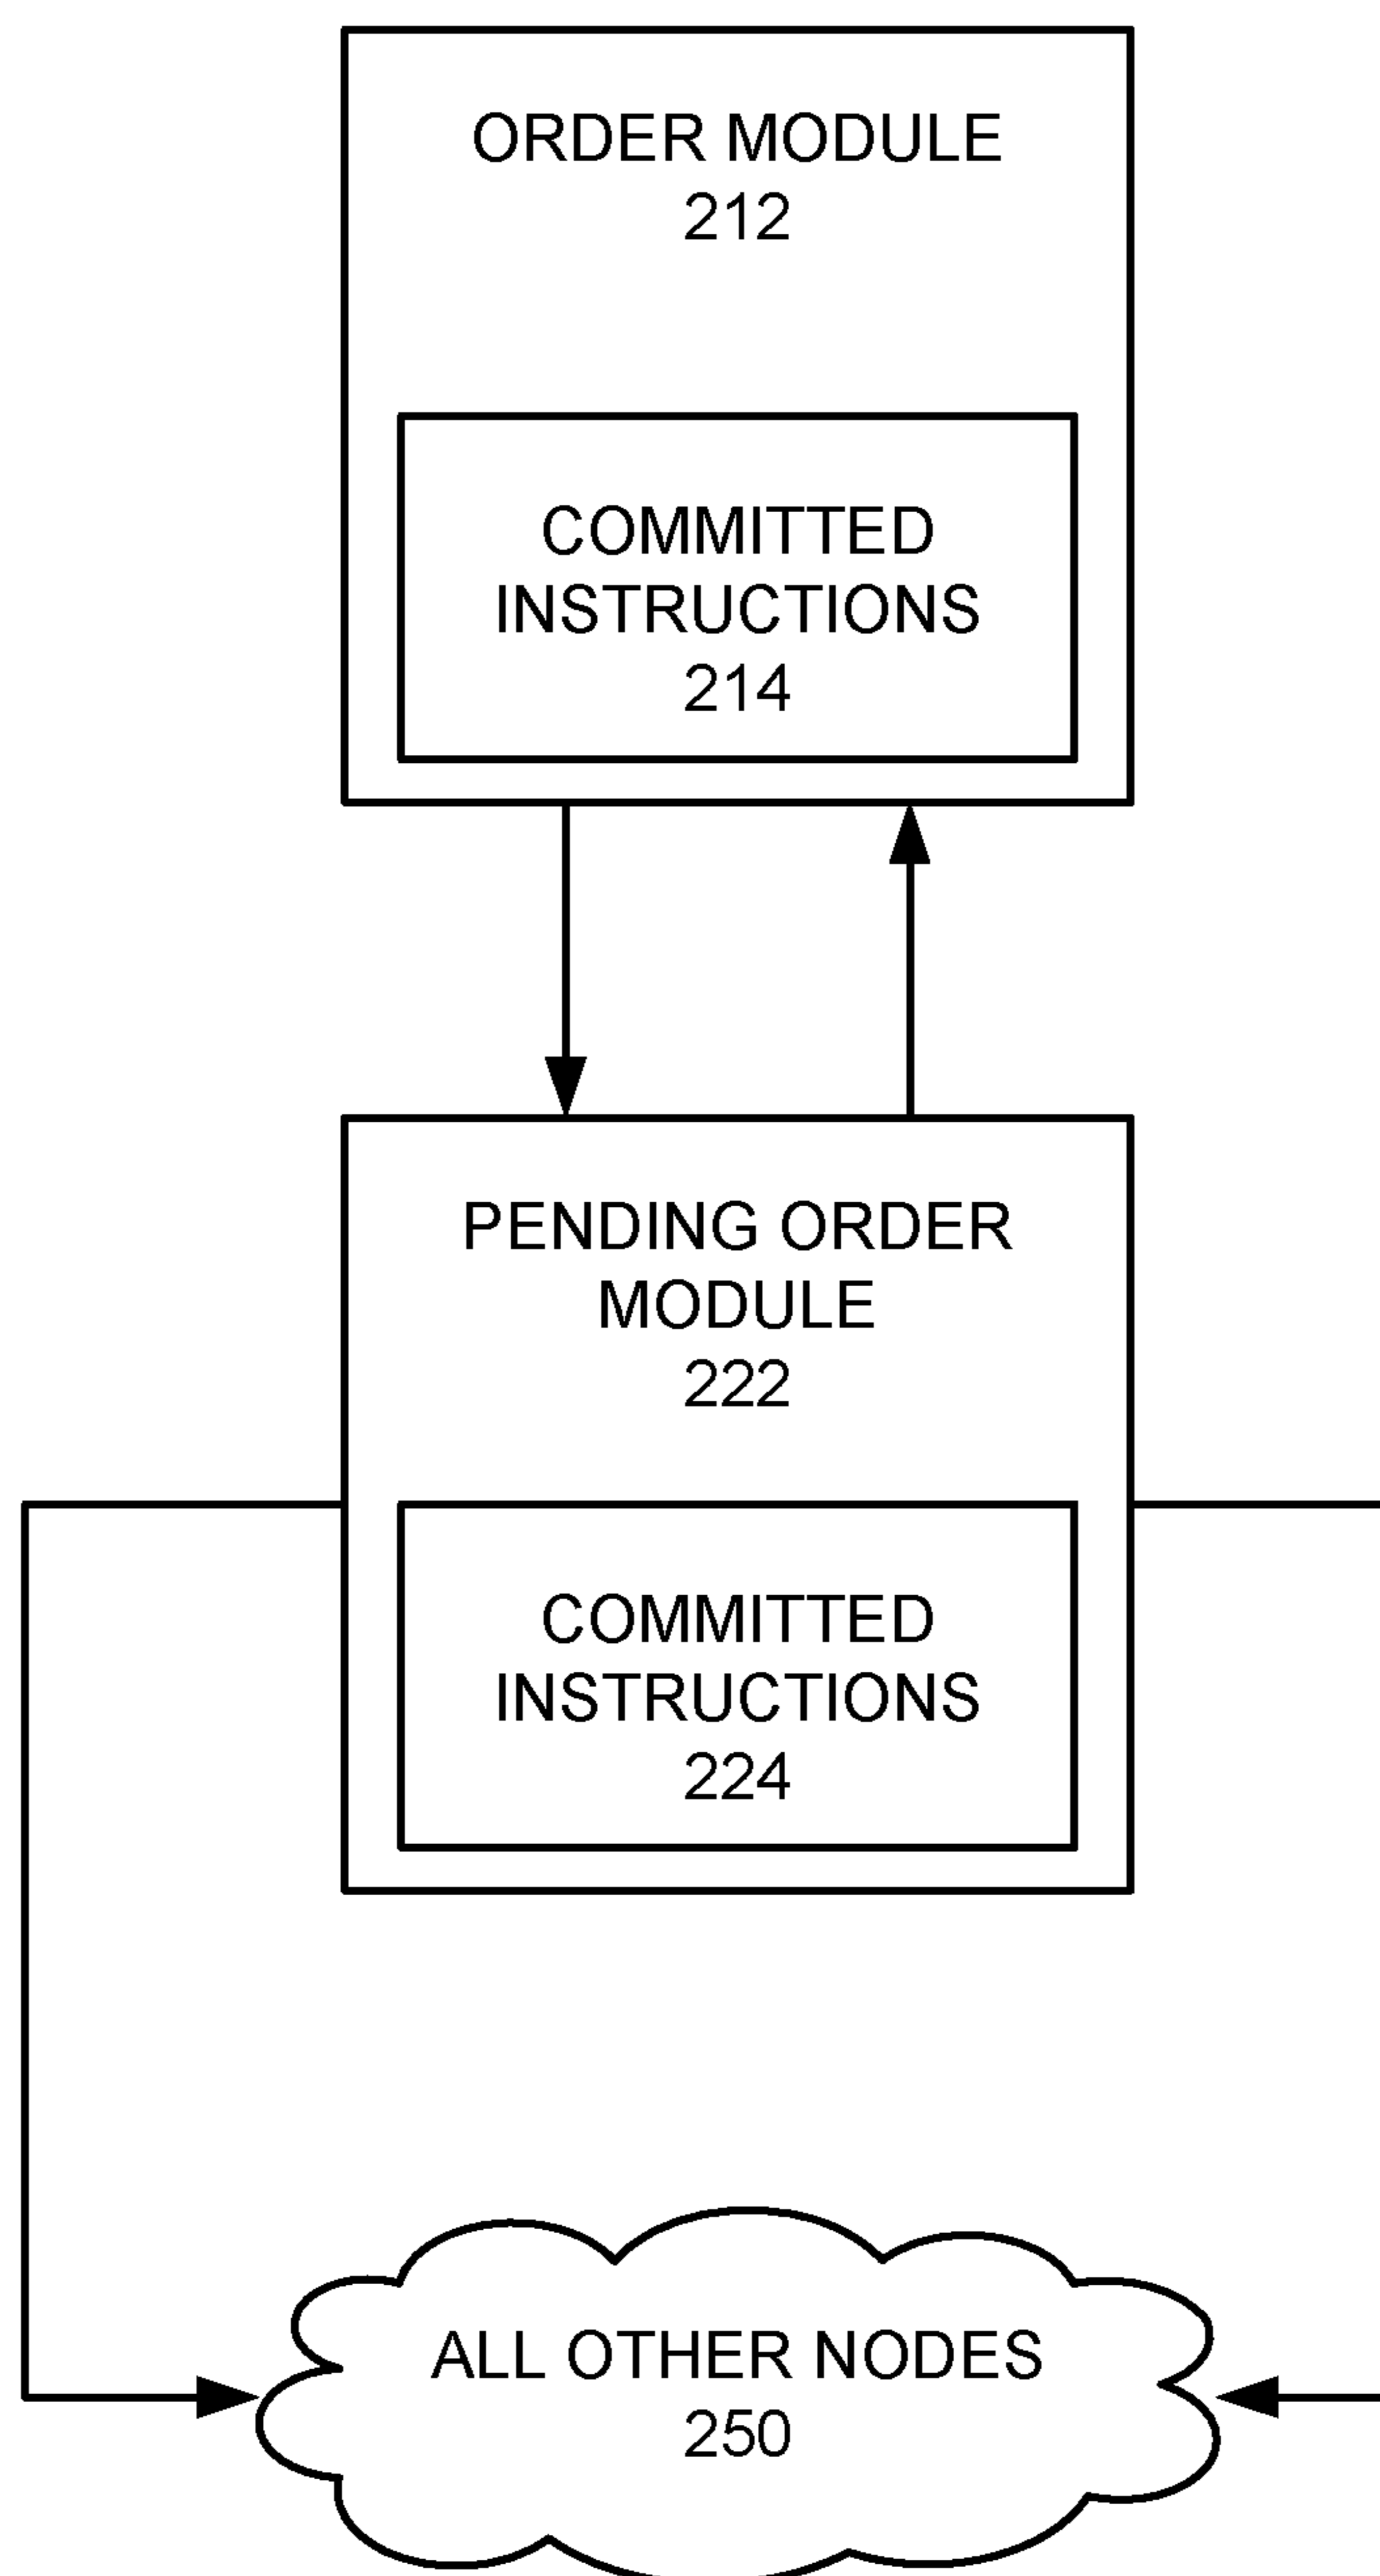 ORDER MODULE
212
COMMITTED
INSTRUCTIONS
214
PENDING ORDER
MODULE
222
COMMITTED
INSTRUCTIONS
224
ALL OTHER NODES
250